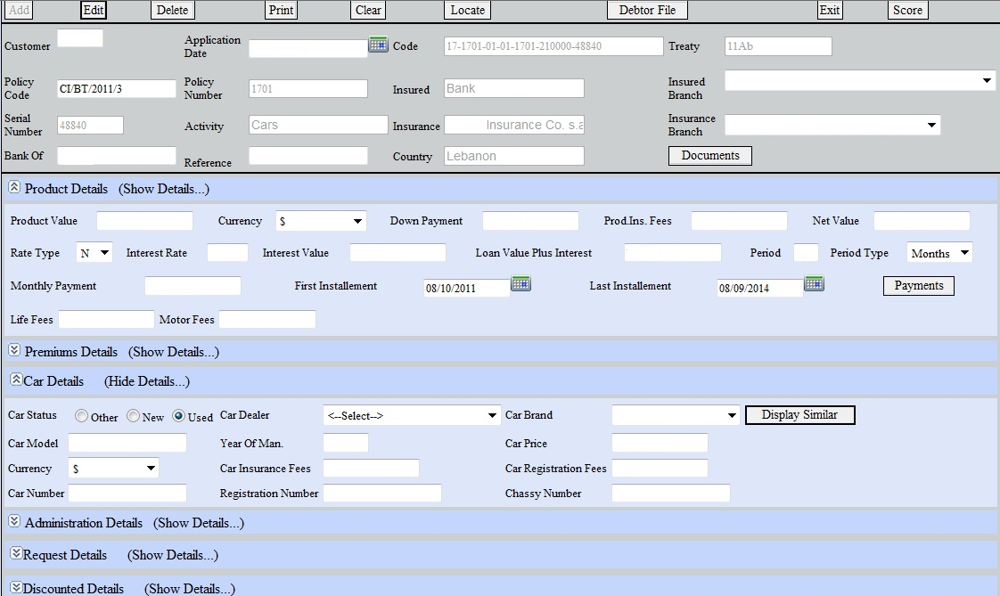 Add Edit Delete Print Clear Locate Debtor File Exit Score
Customer Application Date Code 17-1701-01-01-1701-210000-48840 Treaty 11Ab
Policy Code CI/BT/2011/3 Policy Number 1701 Insured Bank Insured Branch
Serial Number 48840 Activity Cars Insurance Insurance Co. s.a Insurance Branch
Bank Of Reference Country Lebanon Documents
Product Details (Show Details...)
Product Value Currency $ Down Payment Prod.Ins. Fees Net Value
Rate Type N Interest Rate Interest Value Loan Value Plus Interest Period Period Type Months
Monthly Payment First Installement 08/10/2011 Last Installement 08/09/2014 Payments
Life Fees Motor Fees
Premiums Details (Show Details...)
Car Details (Hide Details...)
Car Status Other New Used Car Dealer <--Select--> Car Brand Display Similar
Car Model Year Of Man. Car Price
Currency $ Car Insurance Fees Car Registration Fees
Car Number Registration Number Chassy Number
Administration Details (Show Details...)
Request Details (Show Details...)
Discounted Details (Show Details...)